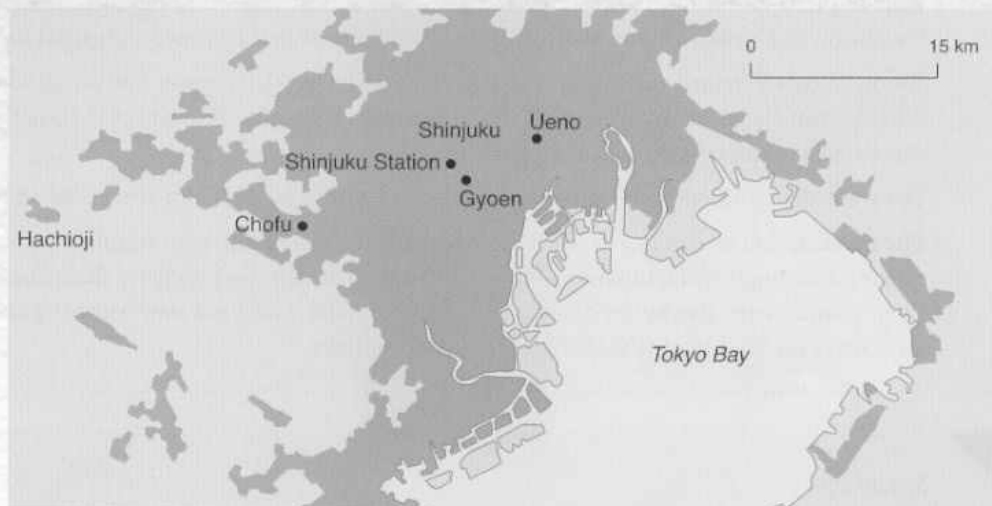 0 15 km
Ueno
Shinjuku
Shinjuku Station
Gyoen
Chofu
Hachioji
Tokyo Bay